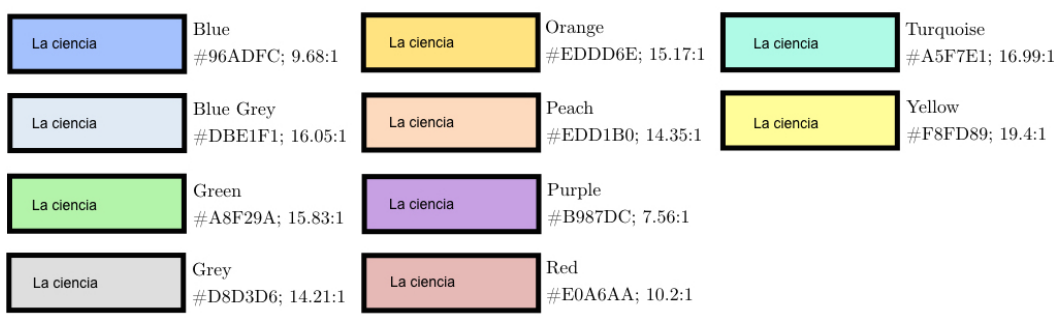 La ciencia
Blue
#96ADFC; 9.68:1
La ciencia
Blue Grey
#DBE1F1; 16.05:1
La ciencia
Green
#A8F29A; 15.83:1
La ciencia
Grey
#D8D3D6; 14.21:1
La ciencia
Orange
#EDDD6E; 15.17:1
La ciencia
Peach
#EDD1B0; 14.35:1
La ciencia
Purple
#B987DC; 7.56:1
La ciencia
Red
#E0A6AA; 10.2:1
La ciencia
Turquoise
#A5F7E1; 16.99:1
La ciencia
Yellow
#F8FD89; 19.4:1